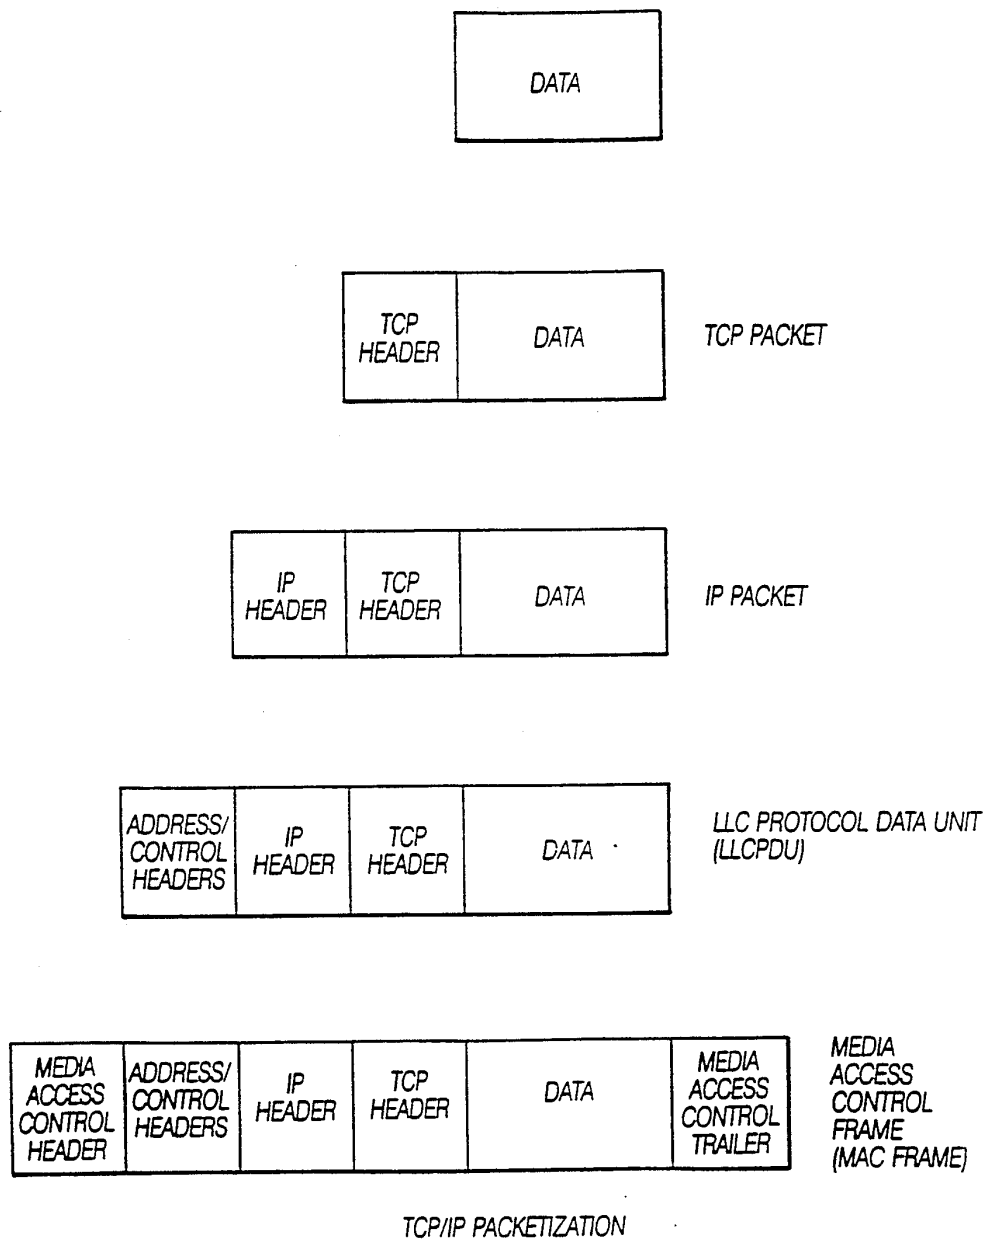 DATA
TCP HEADER
DATA
TCP PACKET
IP HEADER
TCP HEADER
DATA
IP PACKET
ADDRESS/
CONTROL
HEADERS
IP
HEADER
TCP
HEADER
DATA
LLC PROTOCOL DATA UNIT
(LLCPDU)
MEDIA
ACCESS
CONTROL
HEADER
ADDRESS/
CONTROL
HEADERS
IP
HEADER
TCP
HEADER
DATA
MEDIA
ACCESS
CONTROL
TRAILER
MEDIA
ACCESS
CONTROL
FRAME
(MAC FRAME)
TCP/IP PACKETIZATION